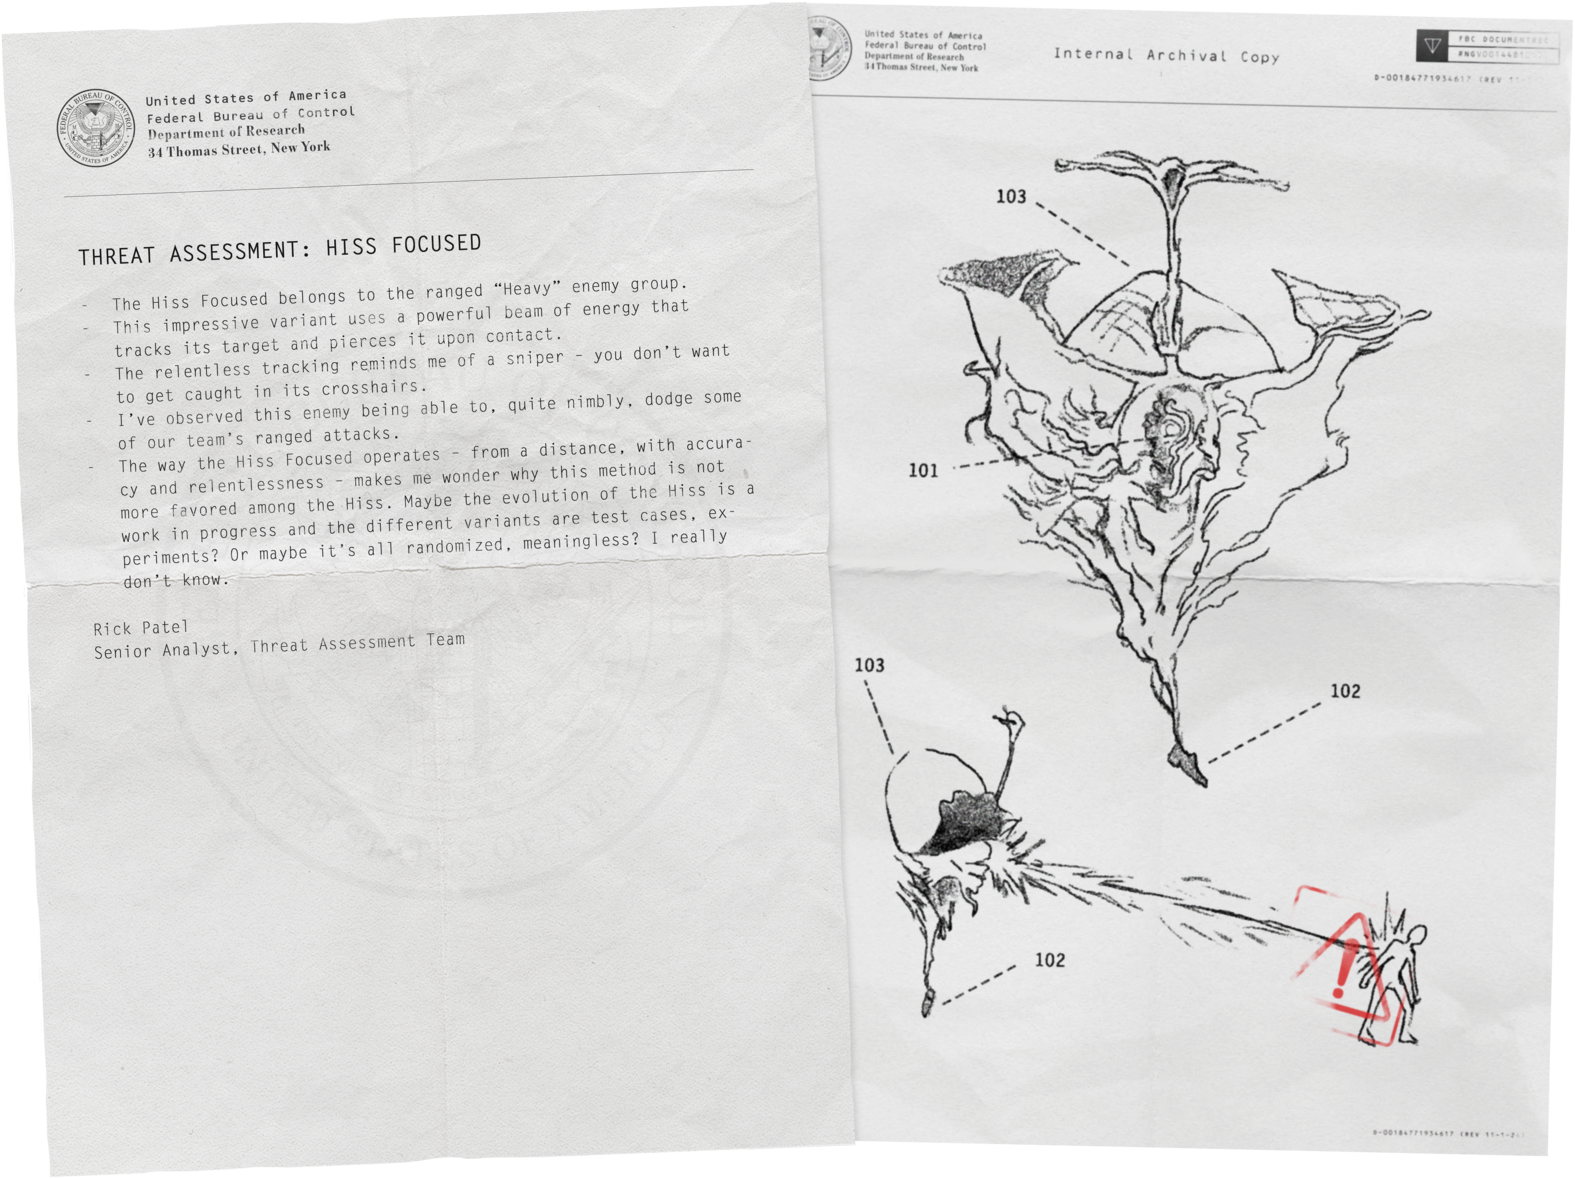 United States of America
Federal Bureau of Control
Department of Research
34 Thomas Street, New York
THREAT ASSESSMENT: HISS FOCUSED
- The Hiss Focused belongs to the ranged “Heavy” enemy group.
- This impressive variant uses a powerful beam of energy that
tracks its target and pierces it upon contact.
- The relentless tracking reminds me of a sniper – you don't want
to get caught in its crosshairs.
- I've observed this enemy being able to, quite nimbly, dodge some
of our team's ranged attacks.
- The way the Hiss Focused operates – from a distance, with accura-
cy and relentlessness – makes me wonder why this method is not
more favored among the Hiss. Maybe the evolution of the Hiss is a
work in progress and the different variants are test cases, ex-
periments? Or maybe it's all randomized, meaningless? I really
don't know.
Rick Patel
Senior Analyst, Threat Assessment Team
United States of America
Federal Bureau of Control
Department of Research
34 Thomas Street, New York
Internal Archival Copy
FBC
D-00184771934617 (REV
103
101
102
103
102
!
D-00184771934617 (REV